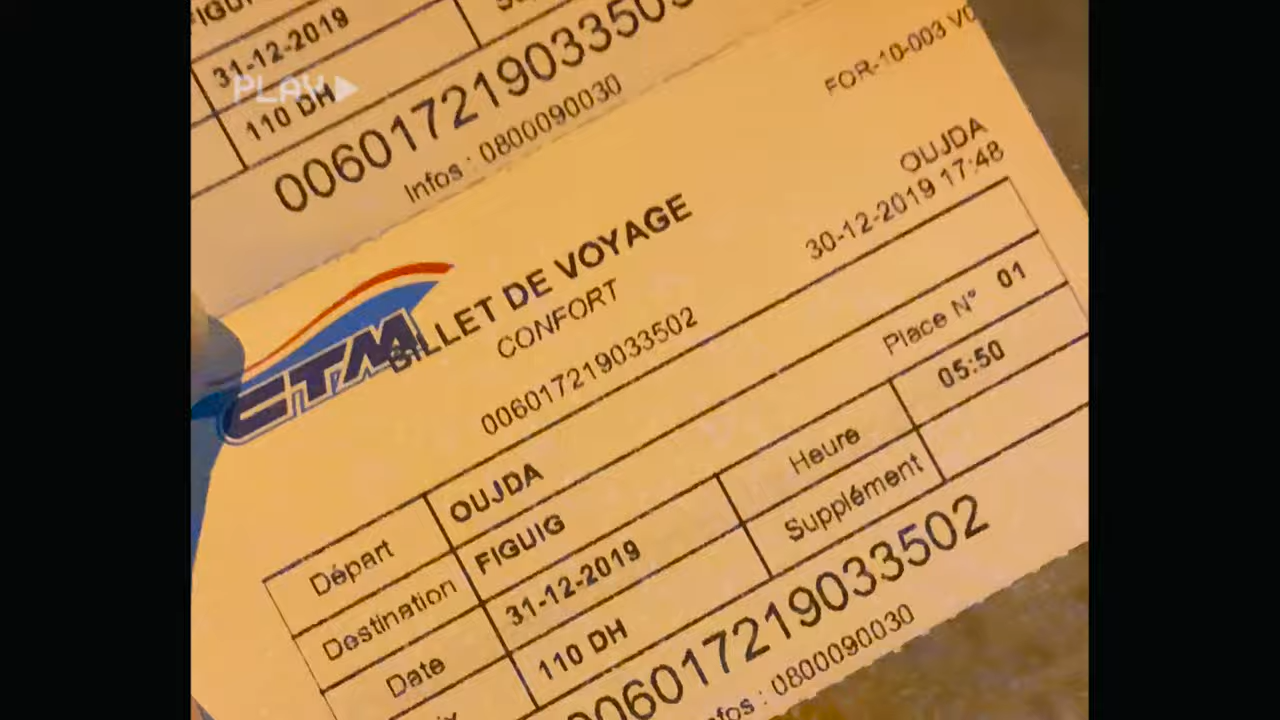 31-12-2019
PLAY
110 DH
Infos : 0800090030
FOR-10-003
OUJDA
30-12-2019 17:48
CTM
BILLET DE VOYAGE
CONFORT
006017219033502
Place N° 01
Départ OUJDA
Destination FIGUIG
Heure 05:50
Date 31-12-2019
Supplément
110 DH
006017219033502
Infos : 0800090030